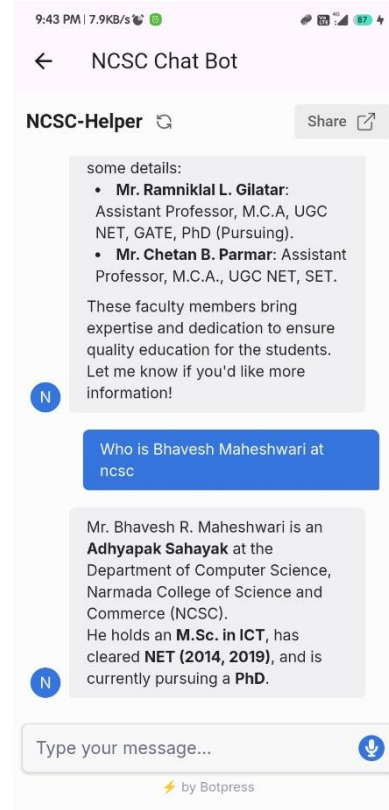 9:43 PM | 7.9KB/s
87
NCSC Chat Bot
NCSC-Helper
Share
some details:
• Mr. Ramniklal L. Gilatar:
Assistant Professor, M.C.A, UGC
NET, GATE, PhD (Pursuing).
• Mr. Chetan B. Parmar: Assistant
Professor, M.C.A., UGC NET, SET.
These faculty members bring
expertise and dedication to ensure
quality education for the students.
Let me know if you'd like more
information!
N
Who is Bhavesh Maheshwari at
ncsc
Mr. Bhavesh R. Maheshwari is an
Adhyapak Sahayak at the
Department of Computer Science,
Narmada College of Science and
Commerce (NCSC).
He holds an M.Sc. in ICT, has
cleared NET (2014, 2019), and is
currently pursuing a PhD.
N
Type your message...
⚡ by Botpress